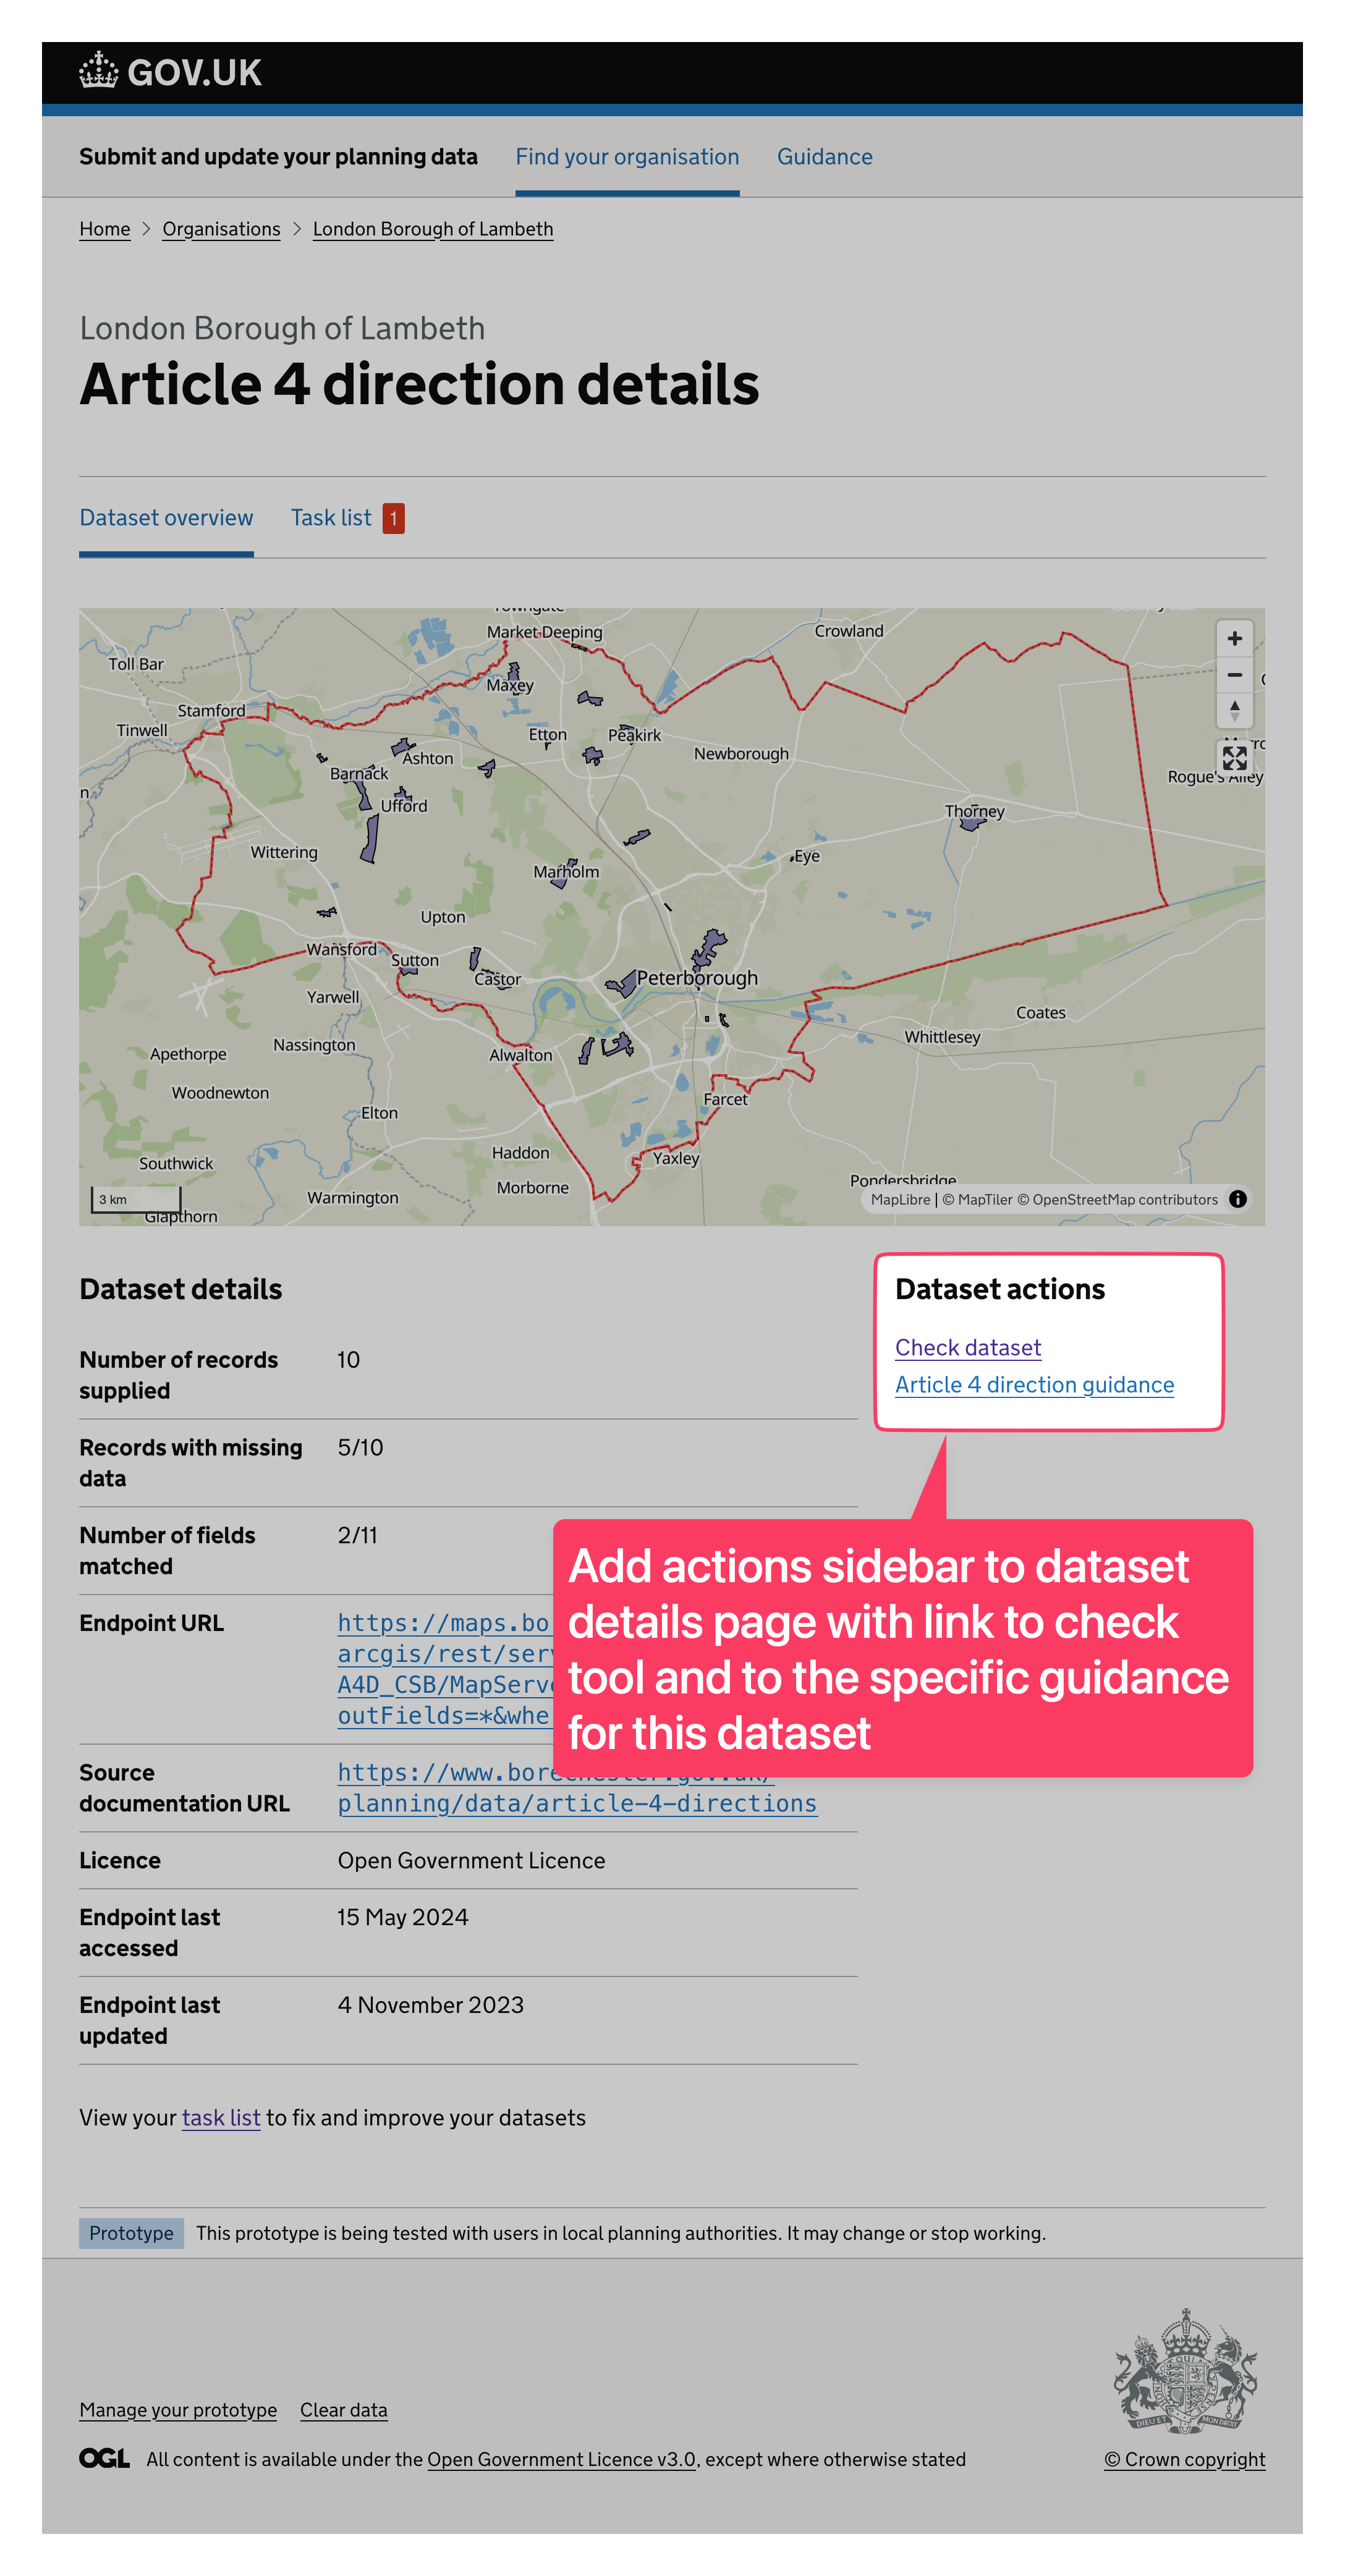 GOV.UK
Submit and update your planning data Find your organisation Guidance
Home Organisations London Borough of Lambeth
London Borough of Lambeth
Article 4 direction details
Dataset overview Task list 1
Market Deeping
Crowland
Toll Bar
Maxey
Stamford
Tinwell
Etton
Peakirk
Newborough
Ashton
Barnack
Rogue's Alley
Ufford
Thorney
Wittering
Eye
Marholm
Upton
Wansford
Sutton
Castor
Peterborough
Yarwell
Coates
Whittlesey
Nassington
Apethorpe
Alwalton
Woodnewton
Farcet
Elton
Haddon
Yaxley
Southwick
Pondersbridge
Morborne
Warmington
3 km
MapLibre | © MapTiler © OpenStreetMap contributors
Glapthorn
Dataset details
Number of records supplied 10
Records with missing data 5/10
Number of fields matched 2/11
Endpoint URL https://maps.bo
arcgis/rest/serv
A4D_CSB/MapServe
outFields=*&whe
Source documentation URL https://www.borechester.gov.uk/
planning/data/article-4-directions
Licence Open Government Licence
Endpoint last accessed 15 May 2024
Endpoint last updated 4 November 2023
Dataset actions
Check dataset
Article 4 direction guidance
Add actions sidebar to dataset
details page with link to check
tool and to the specific guidance
for this dataset
View your task list to fix and improve your datasets
Prototype This prototype is being tested with users in local planning authorities. It may change or stop working.
Manage your prototype Clear data
OGL All content is available under the Open Government Licence v3.0, except where otherwise stated
DIEU ET MON DROIT
© Crown copyright